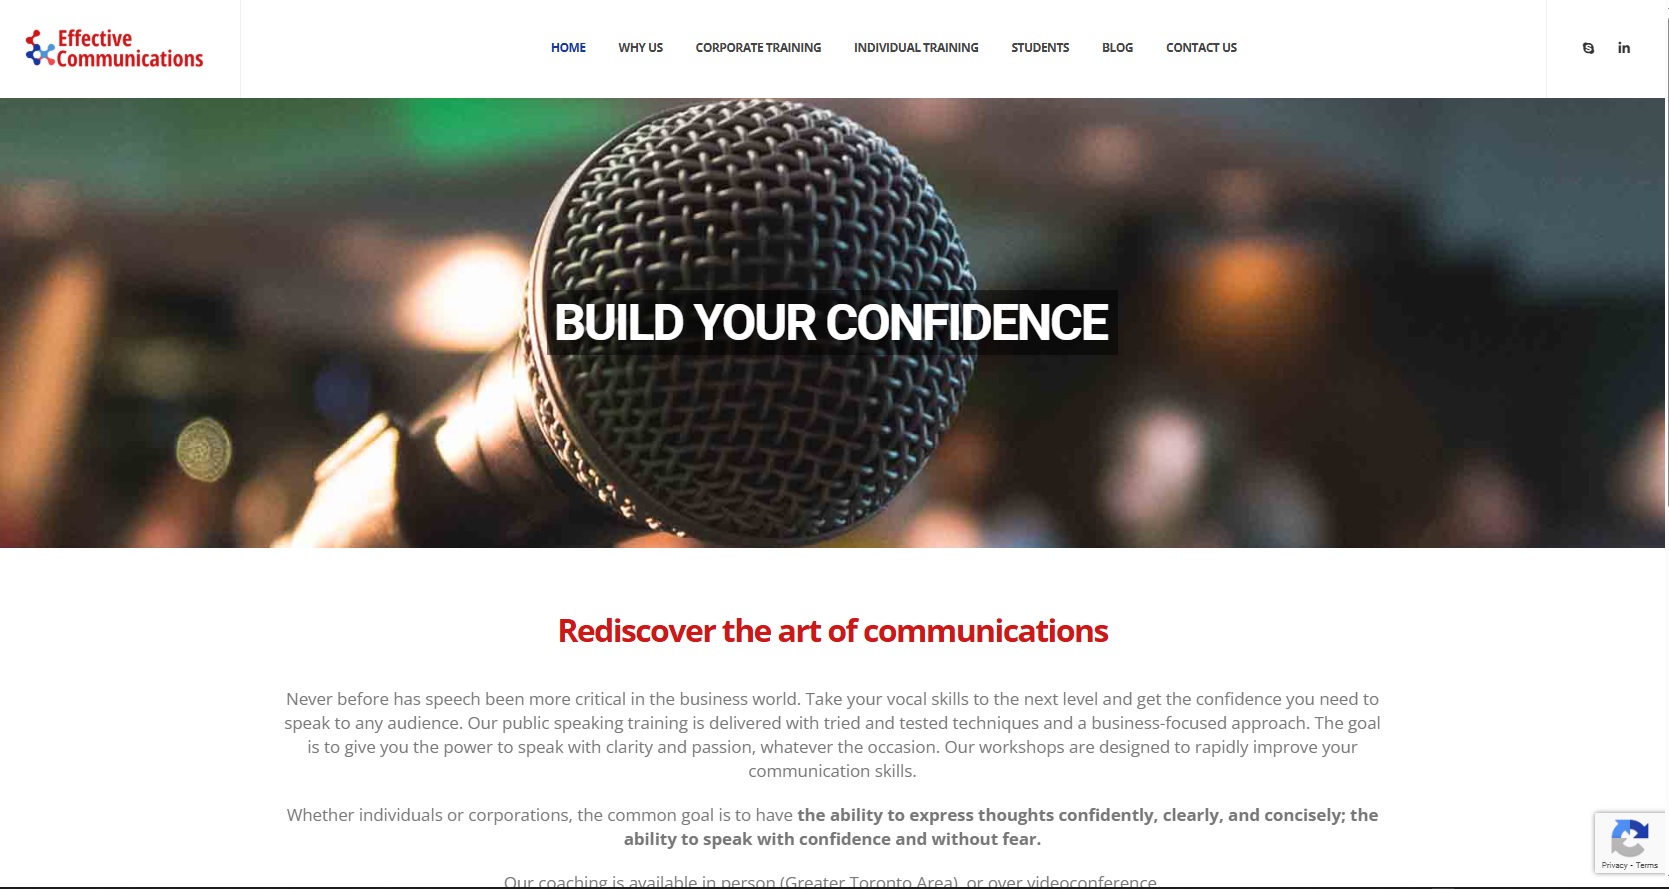 Effective
Communications
HOME WHY US CORPORATE TRAINING INDIVIDUAL TRAINING STUDENTS BLOG CONTACT US
in
BUILD YOUR CONFIDENCE
Rediscover the art of communications
Never before has speech been more critical in the business world. Take your vocal skills to the next level and get the confidence you need to
speak to any audience. Our public speaking training is delivered with tried and tested techniques and a business-focused approach. The goal
is to give you the power to speak with clarity and passion, whatever the occasion. Our workshops are designed to rapidly improve your
communication skills.
Whether individuals or corporations, the common goal is to have the ability to express thoughts confidently, clearly, and concisely; the
ability to speak with confidence and without fear.
Our coaching is available in person (Greater Toronto Area), or over videoconference.
Privacy - Terms